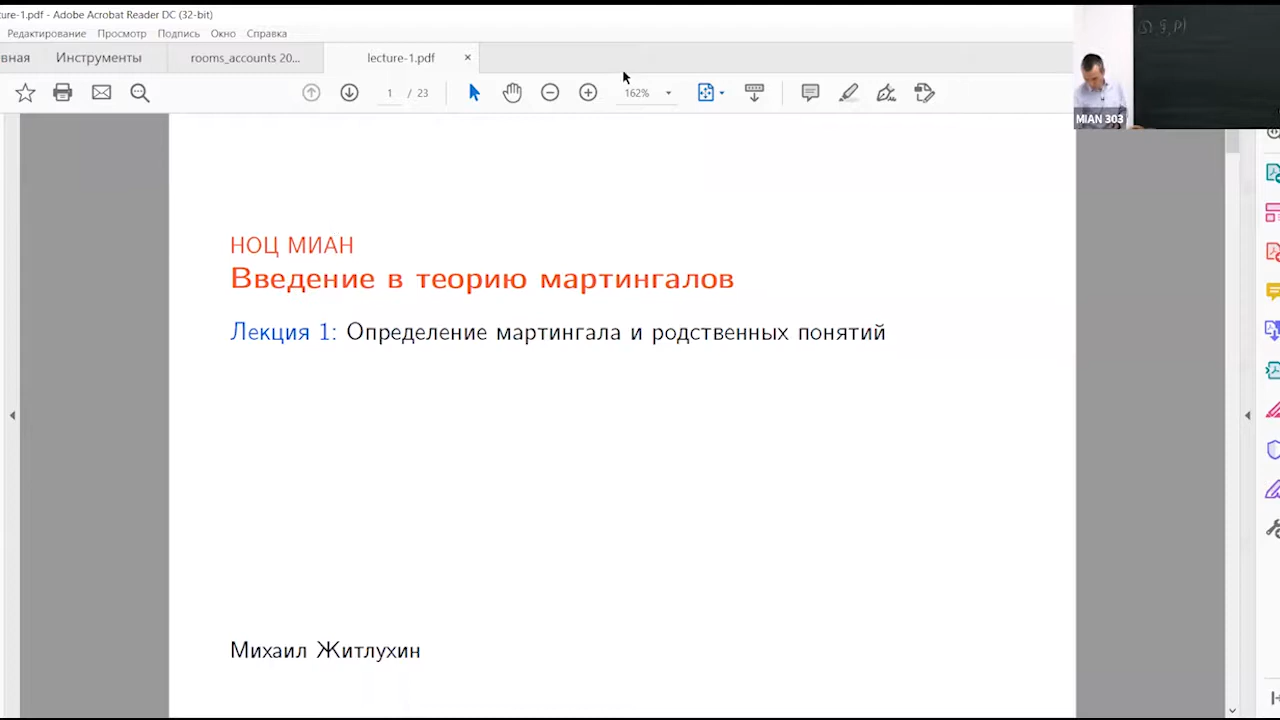 ure-1.pdf - Adobe Acrobat Reader DC (32-bit)
Редактирование Просмотр Подпись Окно Справка
вная Инструменты rooms_accounts 20... lecture-1.pdf ×
1 / 23 162%
MIAN 303
НОЦ МИАН
Введение в теорию мартингалов
Лекция 1: Определение мартингала и родственных понятий
Михаил Житлухин